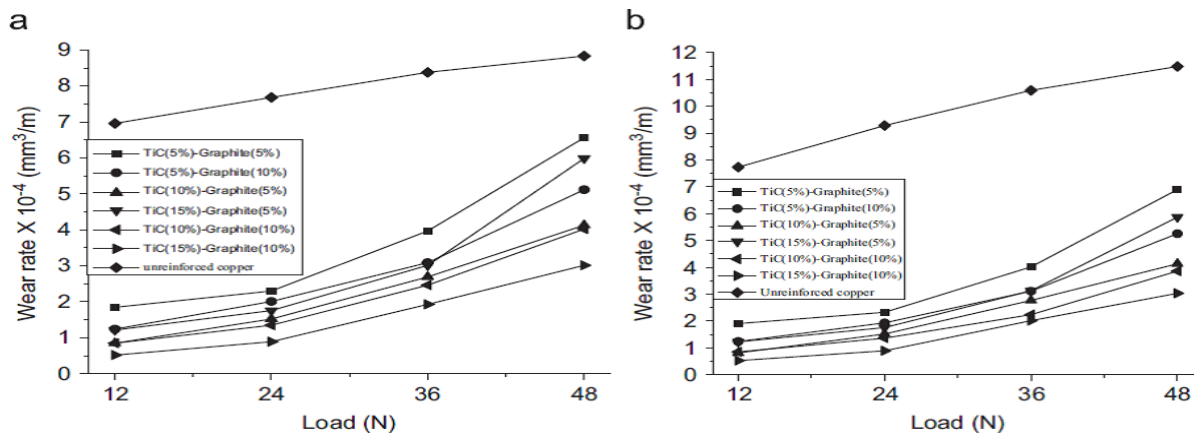 a
Wear rate X 10-4 (mm3/m)
9
8
7
6
5
4
3
2
1
0
TiC(5%)-Graphite(5%)
TiC(5%)-Graphite(10%)
TiC(10%)-Graphite(5%)
TiC(15%)-Graphite(5%)
TiC(10%)-Graphite(10%)
TiC(15%)-Graphite(10%)
unreinforced copper
12 24 36 48
Load (N)
b
Wear rate X 10-4 (mm3/m)
12
11
10
9
8
7
6
5
4
3
2
1
0
TiC(5%)-Graphite(5%)
TiC(5%)-Graphite(10%)
TiC(10%)-Graphite(5%)
TiC(15%)-Graphite(5%)
TiC(10%)-Graphite(10%)
TiC(15%)-Graphite(10%)
Unreinforced copper
12 24 36 48
Load (N)